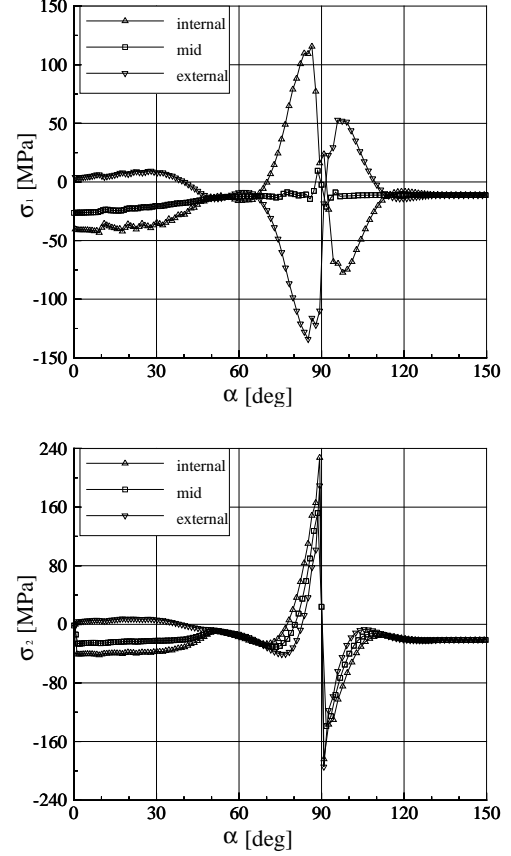 150
100
50
0
-50
-100
-150
σ1 [MPa]
internal
mid
external
0
30
60
90
120
150
α [deg]
240
160
80
0
-80
-160
-240
σ2 [MPa]
internal
mid
external
0
30
60
90
120
150
α [deg]